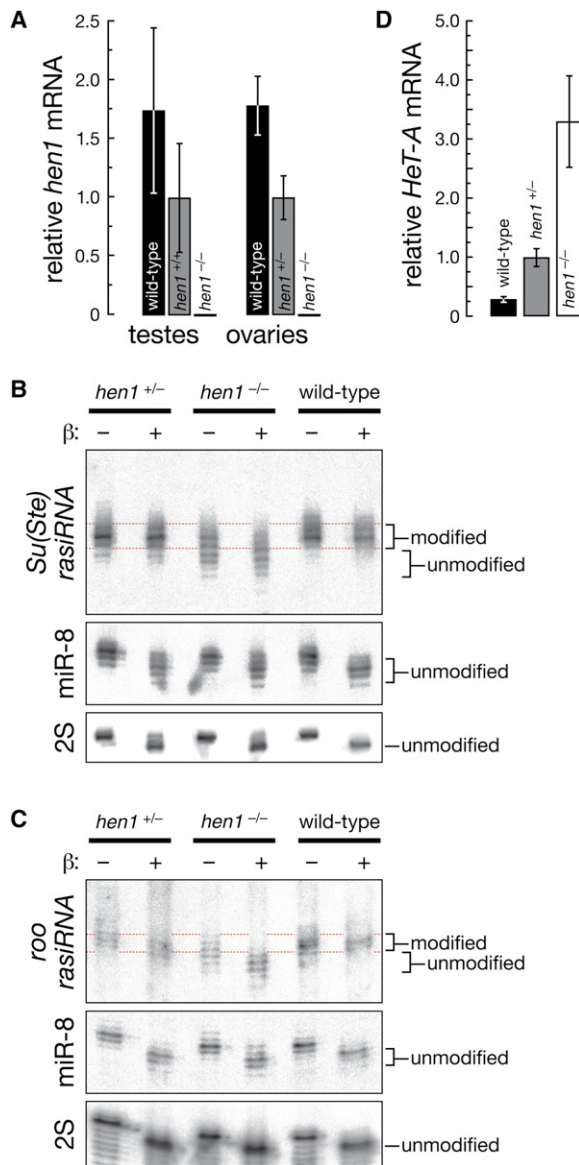 A
relative hen1 mRNA
2.5
2.0
1.5
1.0
0.5
0
wild-type
hen1 +/+
hen1 −/−
wild-type
hen1 +/−
hen1 −/−
testes
ovaries
D
relative HeT-A mRNA
5.0
4.0
3.0
2.0
1.0
0
wild-type
hen1 +/−
hen1 −/−
B
hen1 +/−
hen1 −/−
wild-type
β: − + − + − +
Su(Ste)
rasiRNA
modified
unmodified
miR-8
unmodified
2S
unmodified
C
hen1 +/−
hen1 −/−
wild-type
β: − + − + − +
roo
rasiRNA
modified
unmodified
miR-8
unmodified
2S
unmodified